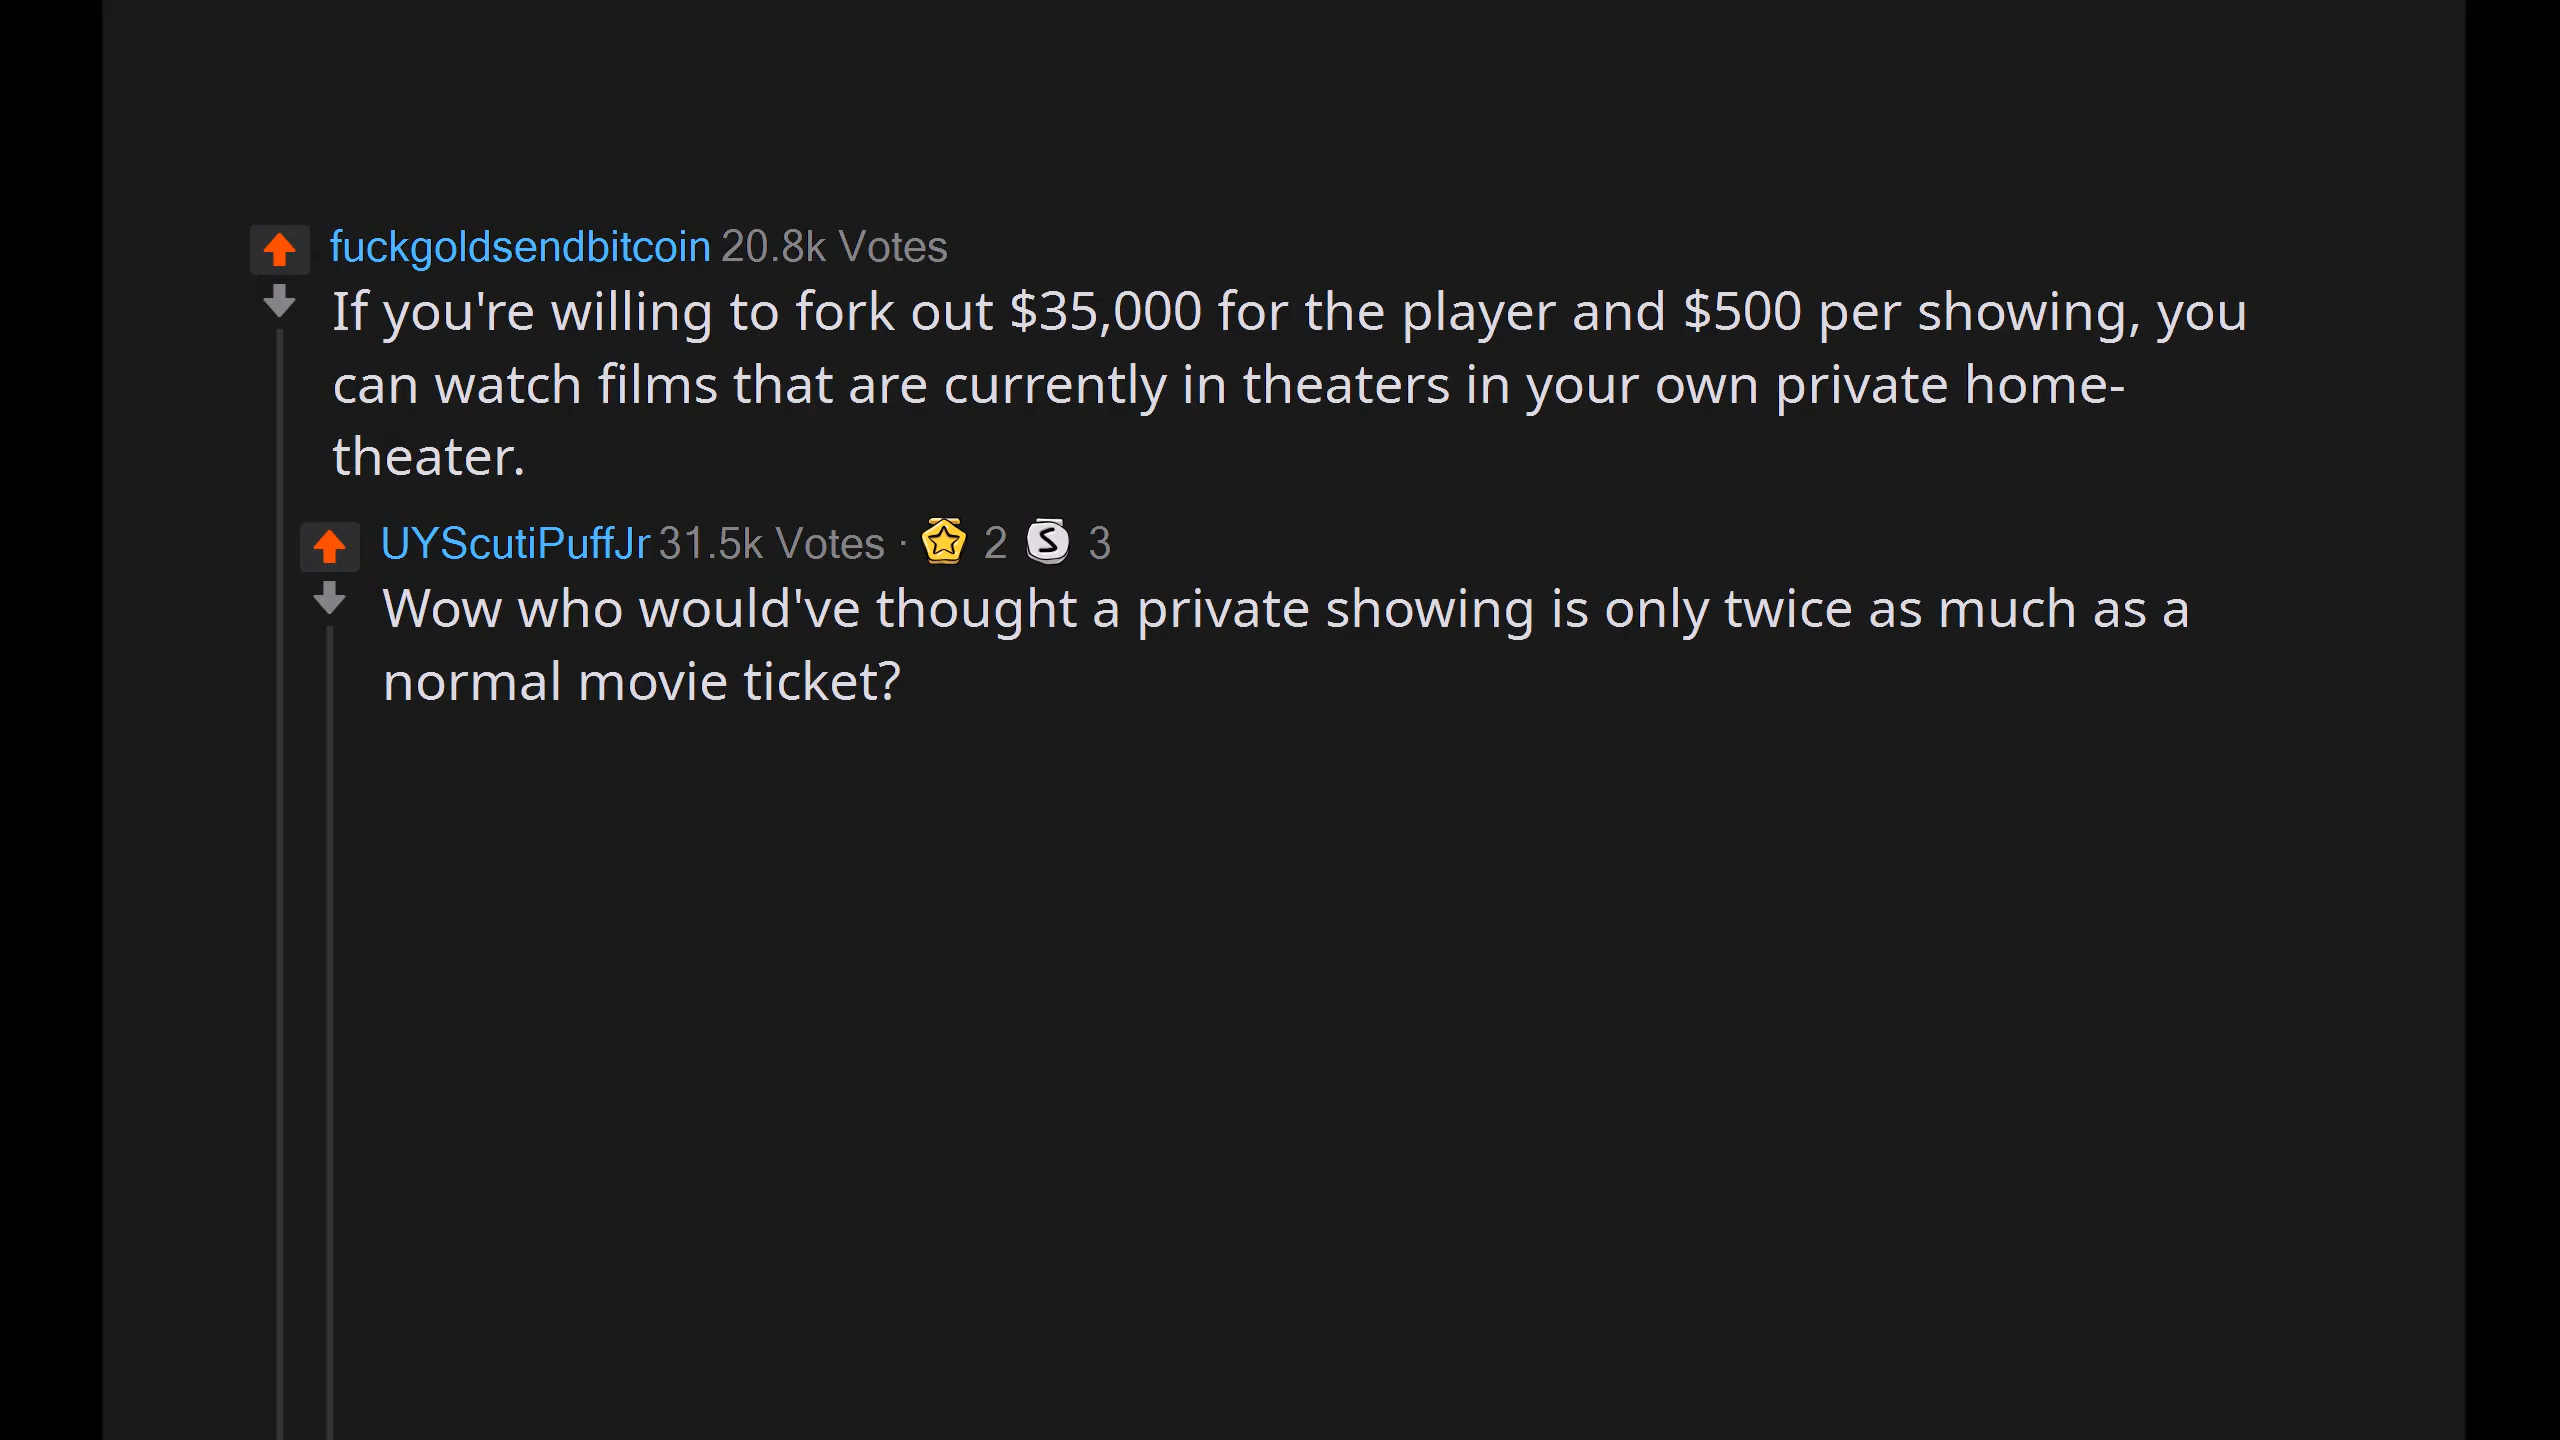 fuckgoldsendbitcoin 20.8k Votes
If you're willing to fork out $35,000 for the player and $500 per showing, you
can watch films that are currently in theaters in your own private home-
theater.
UYScutiPuffJr 31.5k Votes · 2 S 3
Wow who would've thought a private showing is only twice as much as a
normal movie ticket?